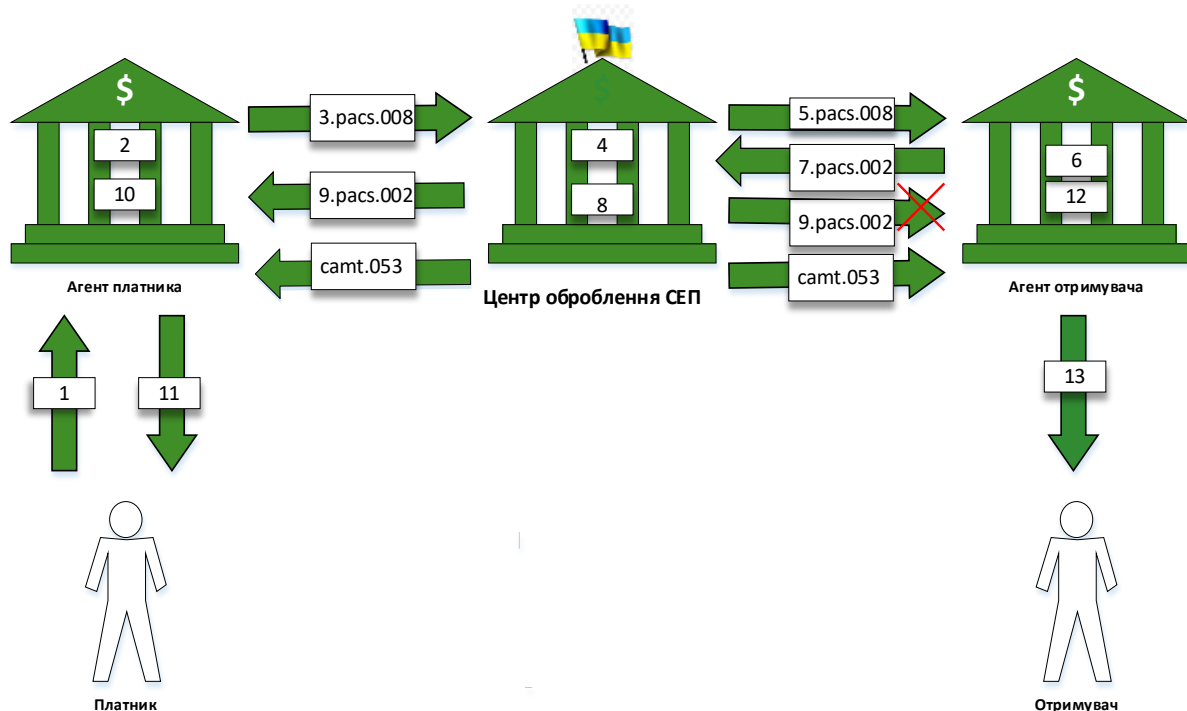 $
$
$
3.pacs.008
5.pacs.008
2
4
7.pacs.002
6
10
9.pacs.002
8
12
9.pacs.002
camt.053
camt.053
Агент платника
Центр оброблення СЕП
Агент отримувача
1
11
13
Платник
Отримувач